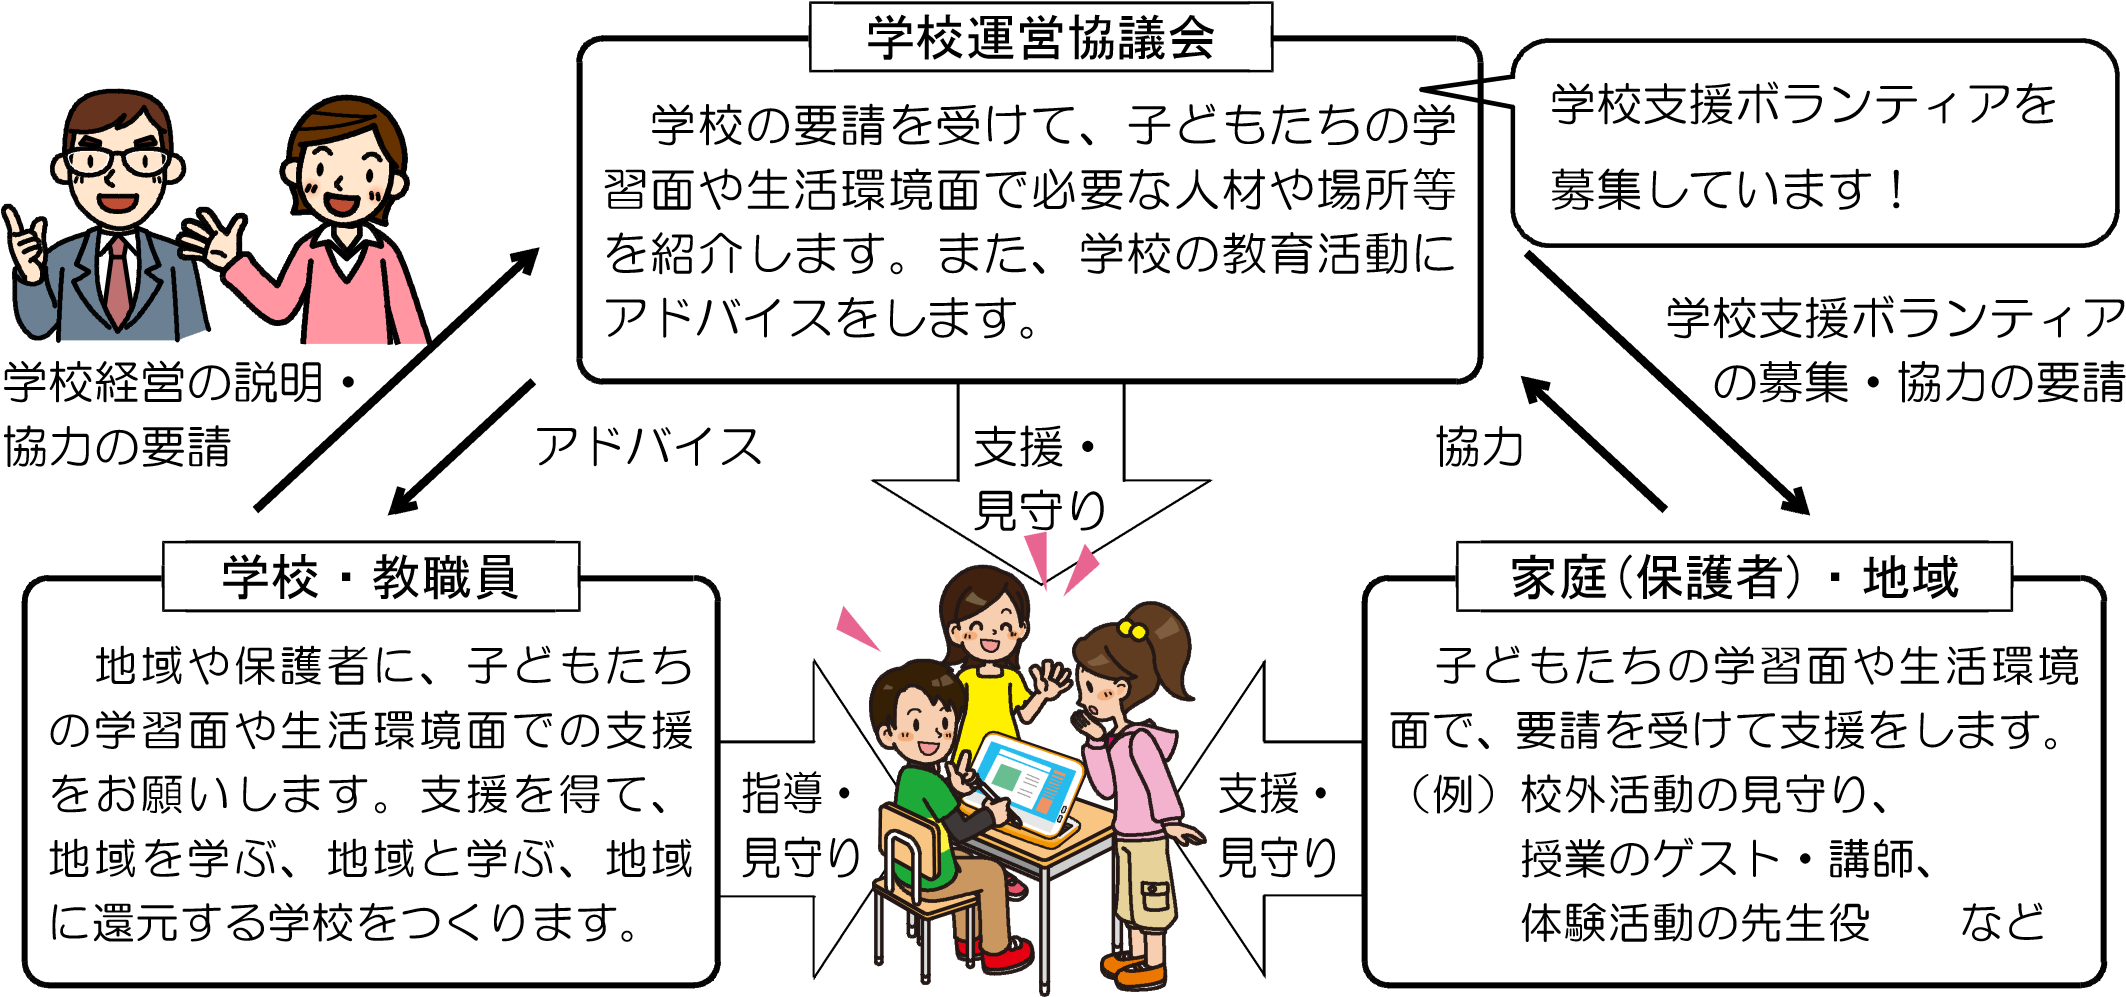 学校運営協議会
学校の要請を受けて、子どもたちの学
習面や生活環境面で必要な人材や場所等
を紹介します。また、学校の教育活動に
アドバイスをします。
学校支援ボランティアを
募集しています！
学校経営の説明・
協力の要請
アドバイス
支援・
見守り
協力
学校支援ボランティア
の募集・協力の要請
学校・教職員
地域や保護者に、子どもたち
の学習面や生活環境面での支援
をお願いします。支援を得て、
地域を学ぶ、地域と学ぶ、地域
に還元する学校をつくります。
指導・
見守り
支援・
見守り
家庭(保護者)・地域
子どもたちの学習面や生活環境
面で、要請を受けて支援をします。
（例）校外活動の見守り、
授業のゲスト・講師、
体験活動の先生役　　など